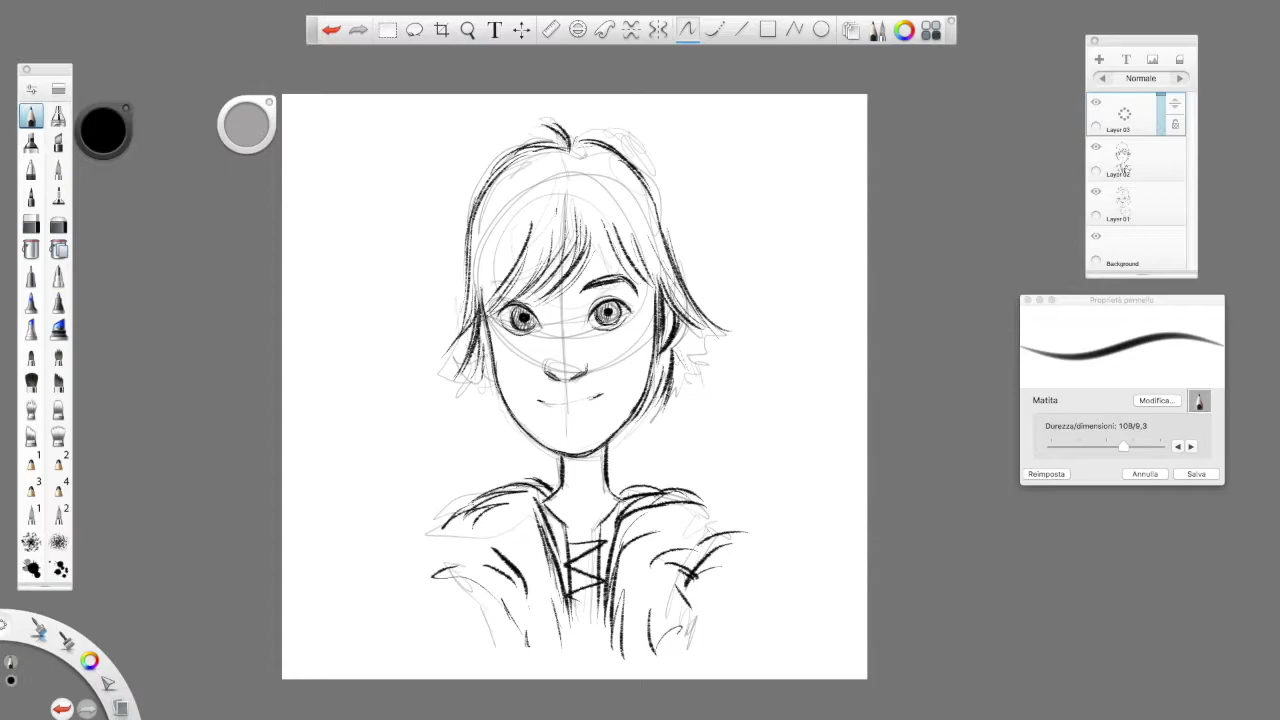 T
T
Normale
Layer 03
Layer 02
Layer 01
Background
Proprietà pennello
Matita
Modifica...
Durezza/dimensioni: 108/9,3
Reimposta
Annulla
Salva
1
2
3
4
1
2